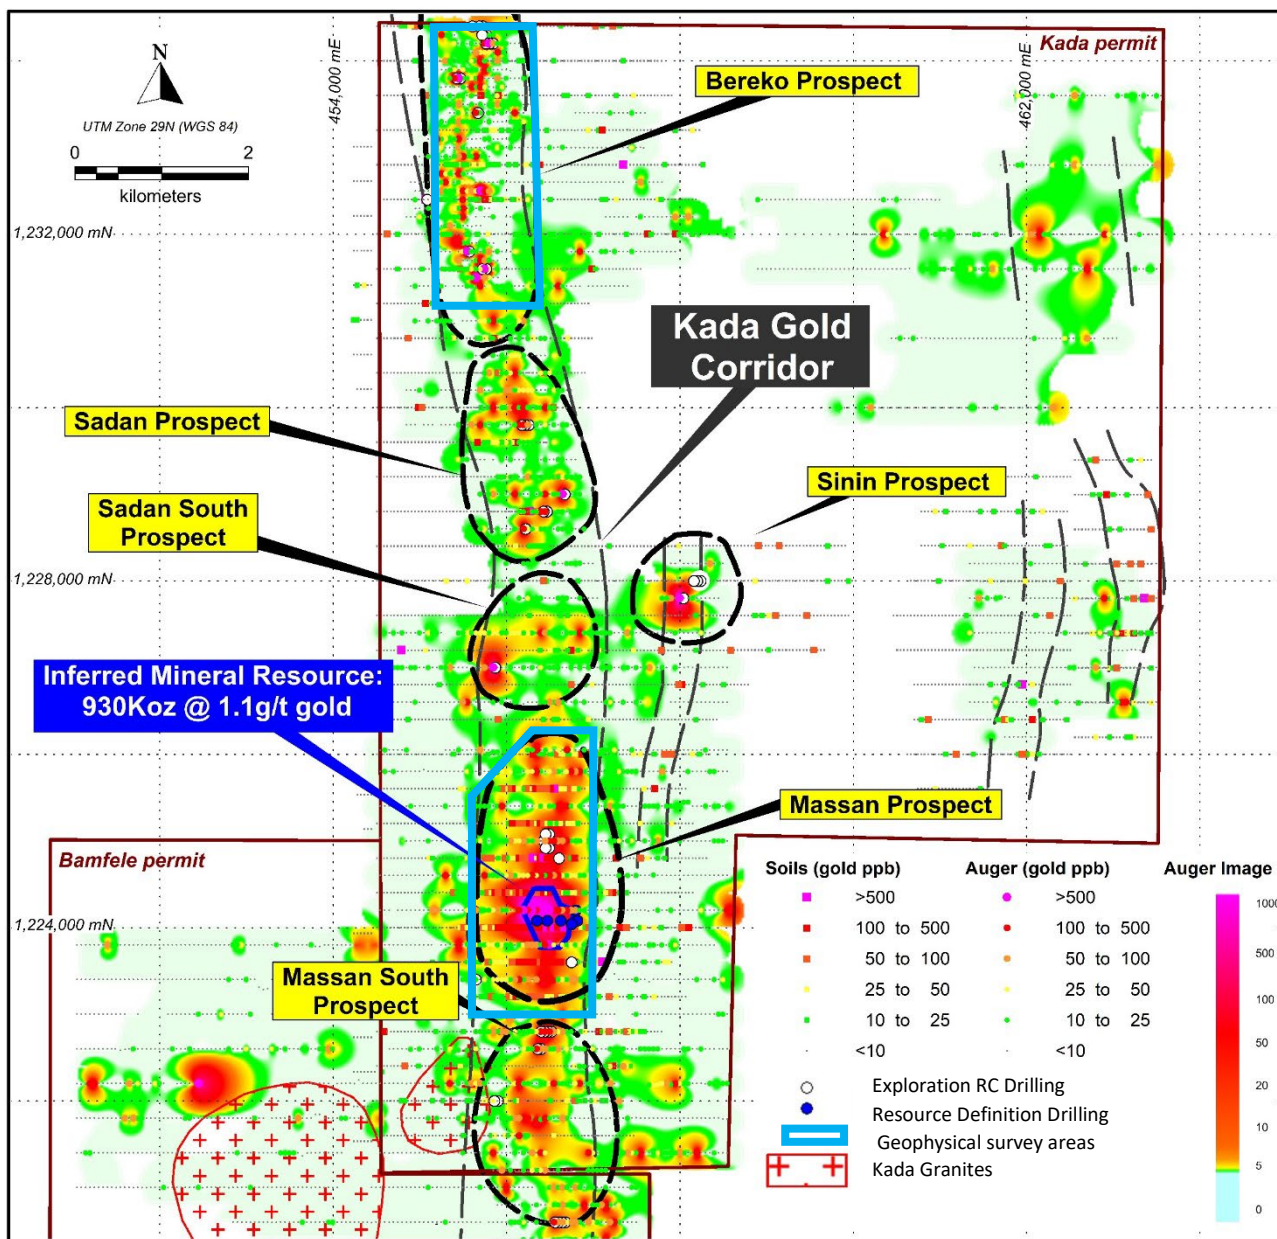 454,000 mE
462,000 mE
Kada permit
N
UTM Zone 29N (WGS 84)
0 2
kilometers
Bereko Prospect
1,232,000 mN
Kada Gold
Corridor
Sadan Prospect
Sinin Prospect
Sadan South
Prospect
1,228,000 mN
Inferred Mineral Resource:
930Koz @ 1.1g/t gold
Massan Prospect
Bamfele permit
1,224,000 mN
Massan South
Prospect
Soils (gold ppb) Auger (gold ppb) Auger Image
>500 >500
100 to 500 100 to 500
50 to 100 50 to 100
25 to 50 25 to 50
10 to 25 10 to 25
<10 <10
1000
500
100
50
20
10
5
0
Exploration RC Drilling
Resource Definition Drilling
Geophysical survey areas
Kada Granites